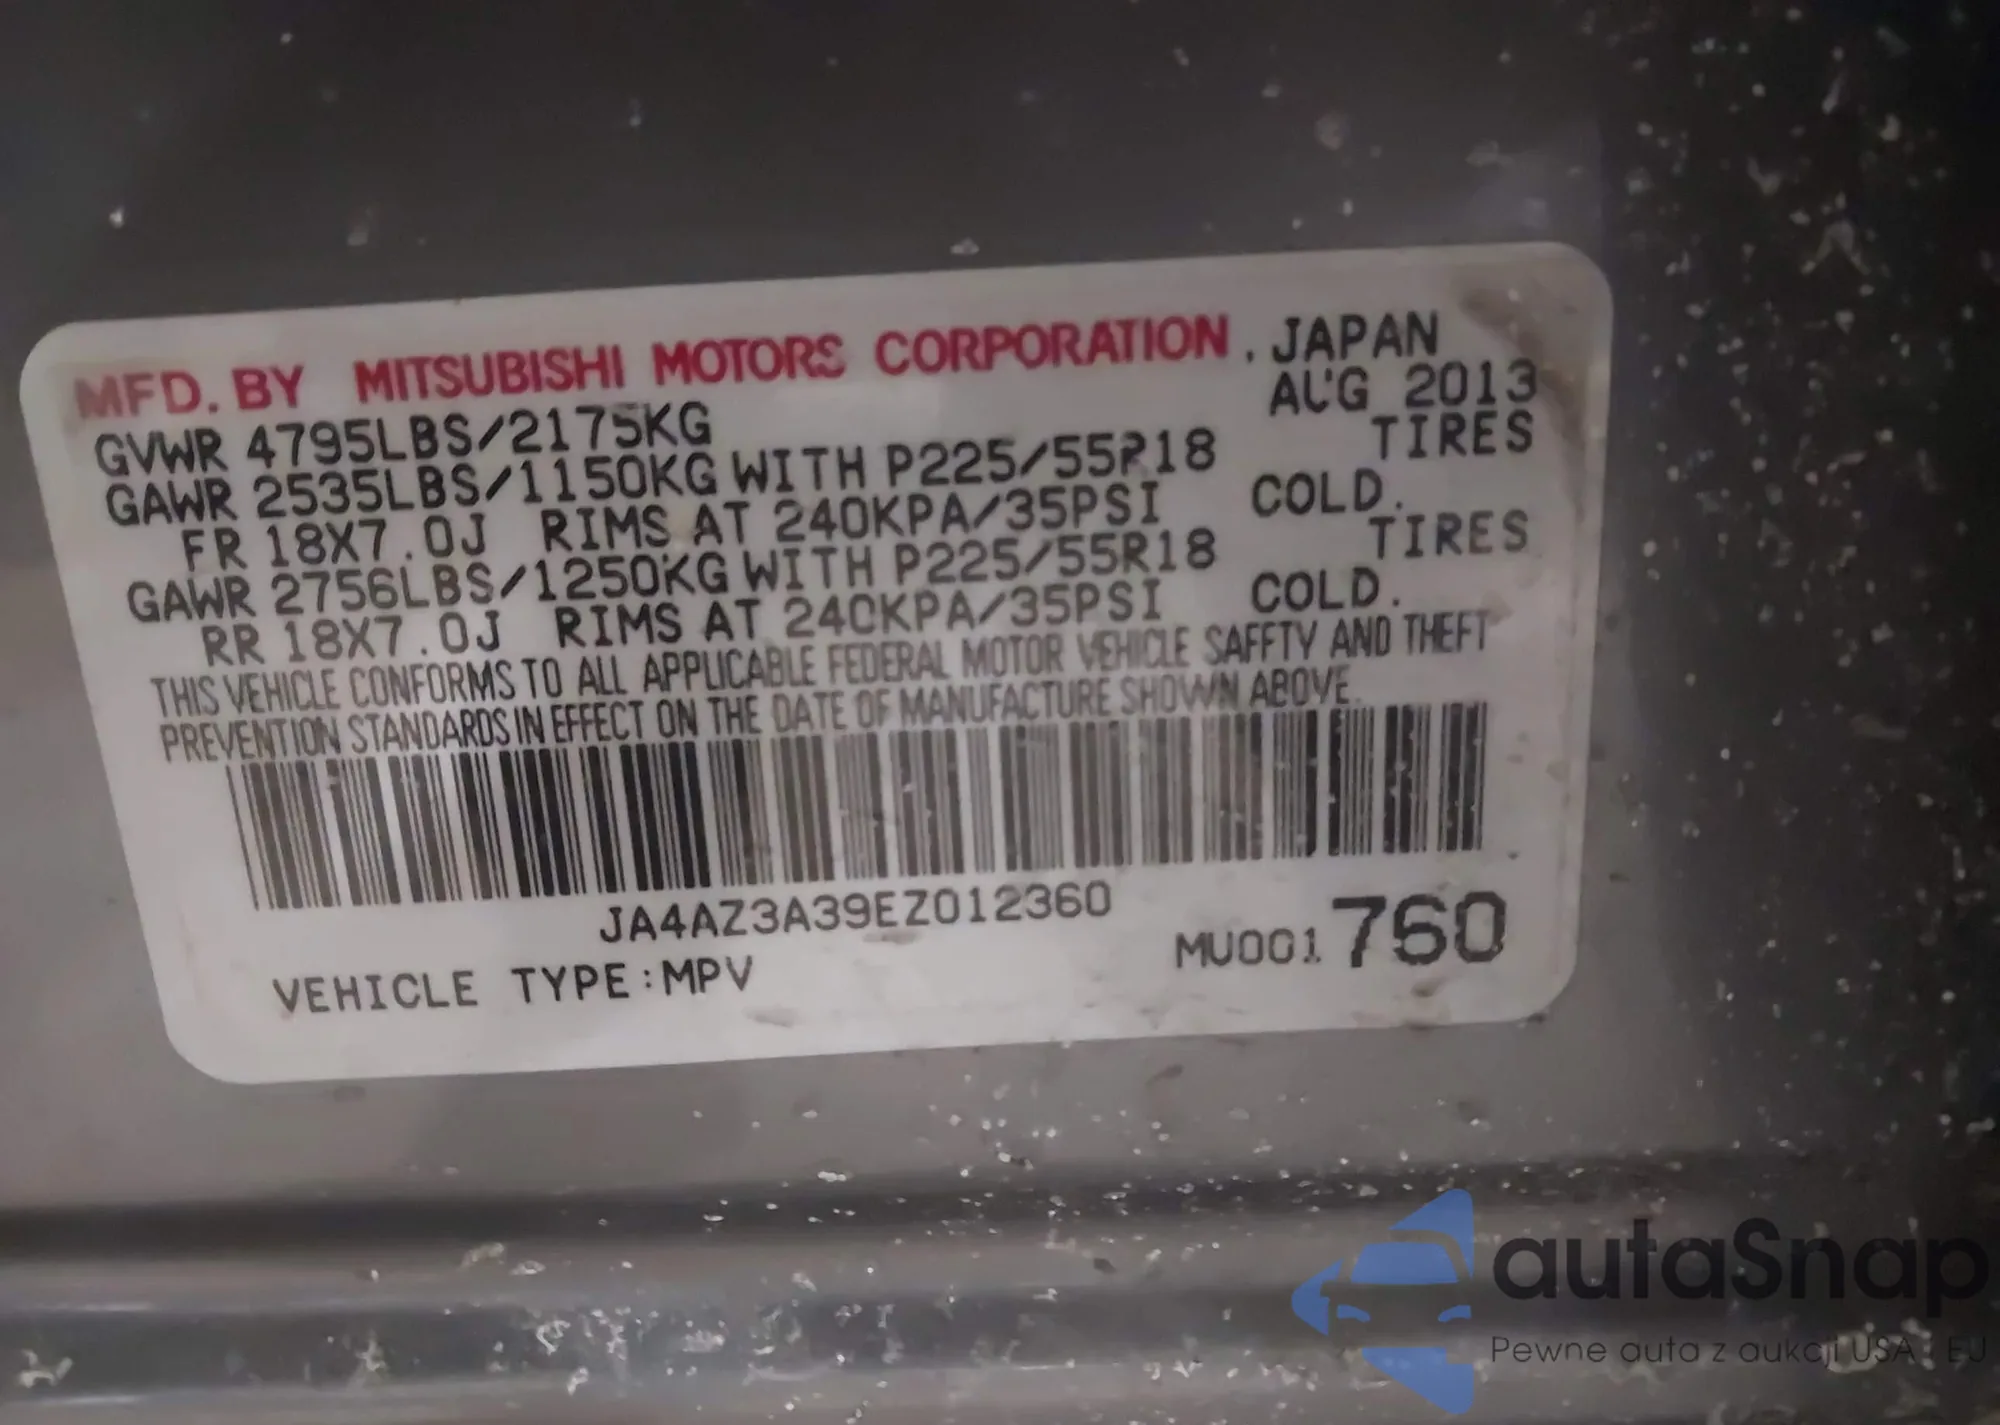 MFD. BY MITSUBISHI MOTORS CORPORATION , JAPAN
GVWR 4795LBS/2175KG AUG 2013
GAWR 2535LBS/1150KG WITH P225/55R18 TIRES
FR 18X7.0J RIMS AT 240KPA/35PSI COLD.
GAWR 2756LBS/1250KG WITH P225/55R18 TIRES
RR 18X7.0J RIMS AT 240KPA/35PSI COLD.
THIS VEHICLE CONFORMS TO ALL APPLICABLE FEDERAL MOTOR VEHICLE SAFETY AND THEFT
PREVENTION STANDARDS IN EFFECT ON THE DATE OF MANUFACTURE SHOWN ABOVE.
JA4AZ3A39EZ012360
VEHICLE TYPE:MPV MU001760
autaSnap
Pewne auta z aukcji USA i EU